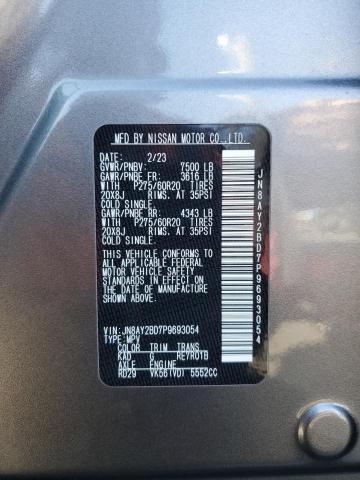 MFD BY NISSAN MOTOR CO.,LTD.
DATE: 2/23
GVWR/PNBV: 7500 LB
GAWR/PNBE FR: 3616 LB
WITH P275/60R20 TIRES
20X8J RIMS. AT 35PSI
COLD SINGLE.
GAWR/PNBE RR: 4343 LB
WITH P275/60R20 TIRES
20X8J RIMS. AT 35PSI
COLD SINGLE.
THIS VEHICLE CONFORMS
TO ALL APPLICABLE FEDERAL
MOTOR VEHICLE SAFETY
STANDARDS IN EFFECT
ON THE DATE OF
MANUFACTURE SHOWN
ABOVE.
VIN:JN8AY2BD7P9693054
TYPE:MPV
COLOR TRIM TRANS
KAD G RE7R01B
AXLE ENGINE
RD29 VK56(VD) 5552CC
JN8AY2BD7P9693054